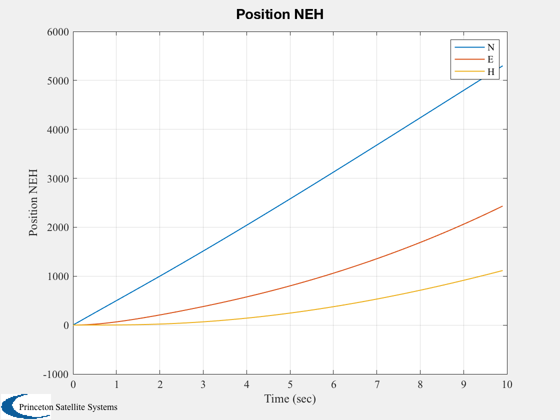 Position NEH
6000
5000
4000
3000
2000
1000
0
-1000
Position NEH
N
E
H
0 1 2 3 4 5 6 7 8 9 10
Time (sec)
Princeton Satellite Systems